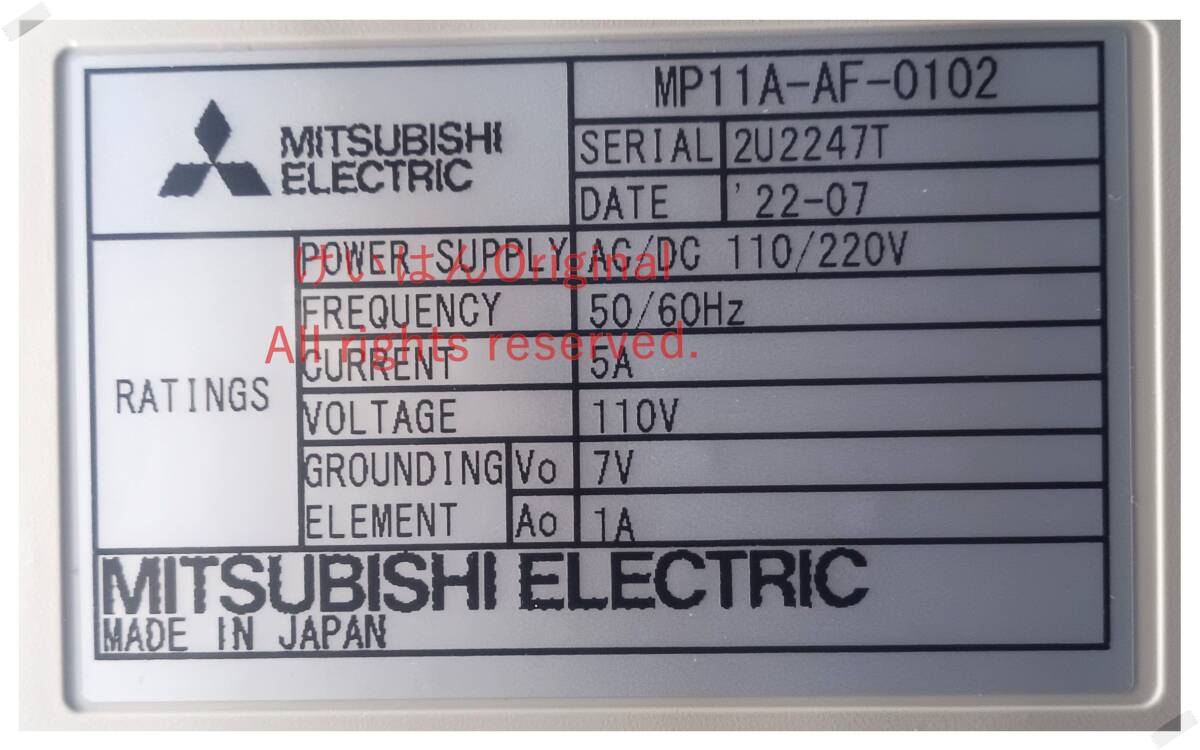 MITSUBISHI
ELECTRIC
MP11A-AF-0102
SERIAL 2U2247T
DATE '22-07
RATINGS
POWER SUPPLY AC/DC 110/220V
FREQUENCY 50/60Hz
CURRENT 5A
VOLTAGE 110V
GROUNDING ELEMENT
Vo 7V
Ao 1A
MITSUBISHI ELECTRIC
MADE IN JAPAN
けいはんOriginal
All rights reserved.